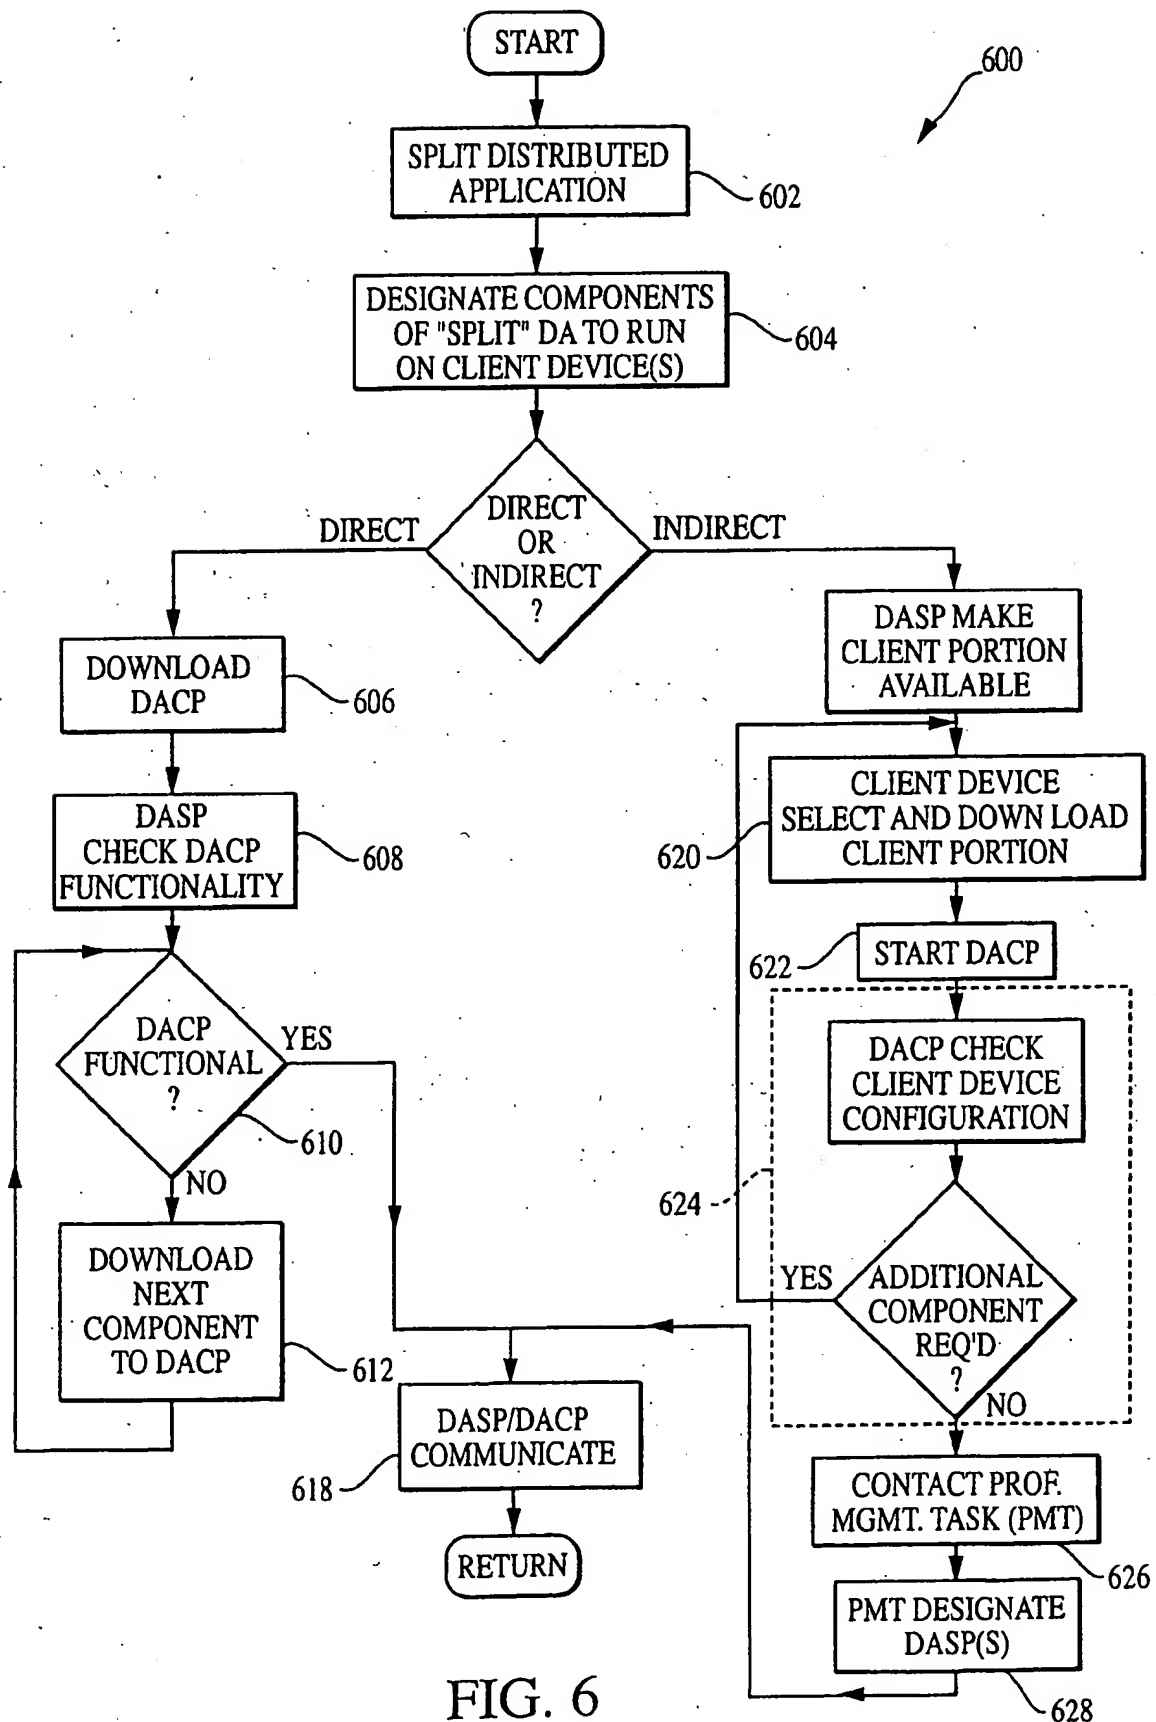 START
600
SPLIT DISTRIBUTED
APPLICATION
602
DESIGNATE COMPONENTS
OF "SPLIT" DA TO RUN
ON CLIENT DEVICE(S)
604
DIRECT
OR
INDIRECT
?
DIRECT
INDIRECT
DOWNLOAD
DACP
606
DASP
CHECK DACP
FUNCTIONALITY
608
DACP
FUNCTIONAL
?
YES
610
NO
DOWNLOAD
NEXT
COMPONENT
TO DACP
612
DASP MAKE
CLIENT PORTION
AVAILABLE
CLIENT DEVICE
SELECT AND DOWN LOAD
CLIENT PORTION
620
START DACP
622
DACP CHECK
CLIENT DEVICE
CONFIGURATION
624
ADDITIONAL
COMPONENT
REQ'D
?
YES
NO
CONTACT PROF.
MGMT. TASK (PMT)
626
PMT DESIGNATE
DASP(S)
628
DASP/DACP
COMMUNICATE
618
RETURN
FIG. 6